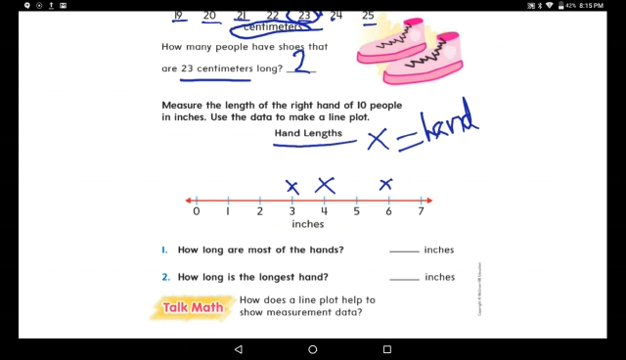 42% 8:15 PM
19 20 21 22 23 24 25
centimeters
How many people have shoes that
are 23 centimeters long? 2
Measure the length of the right hand of 10 people
in inches. Use the data to make a line plot.
Hand Lengths
x = hand
x x x
0 1 2 3 4 5 6 7
inches
1. How long are most of the hands? ____ inches
2. How long is the longest hand? ____ inches
Talk Math
How does a line plot help to
show measurement data?